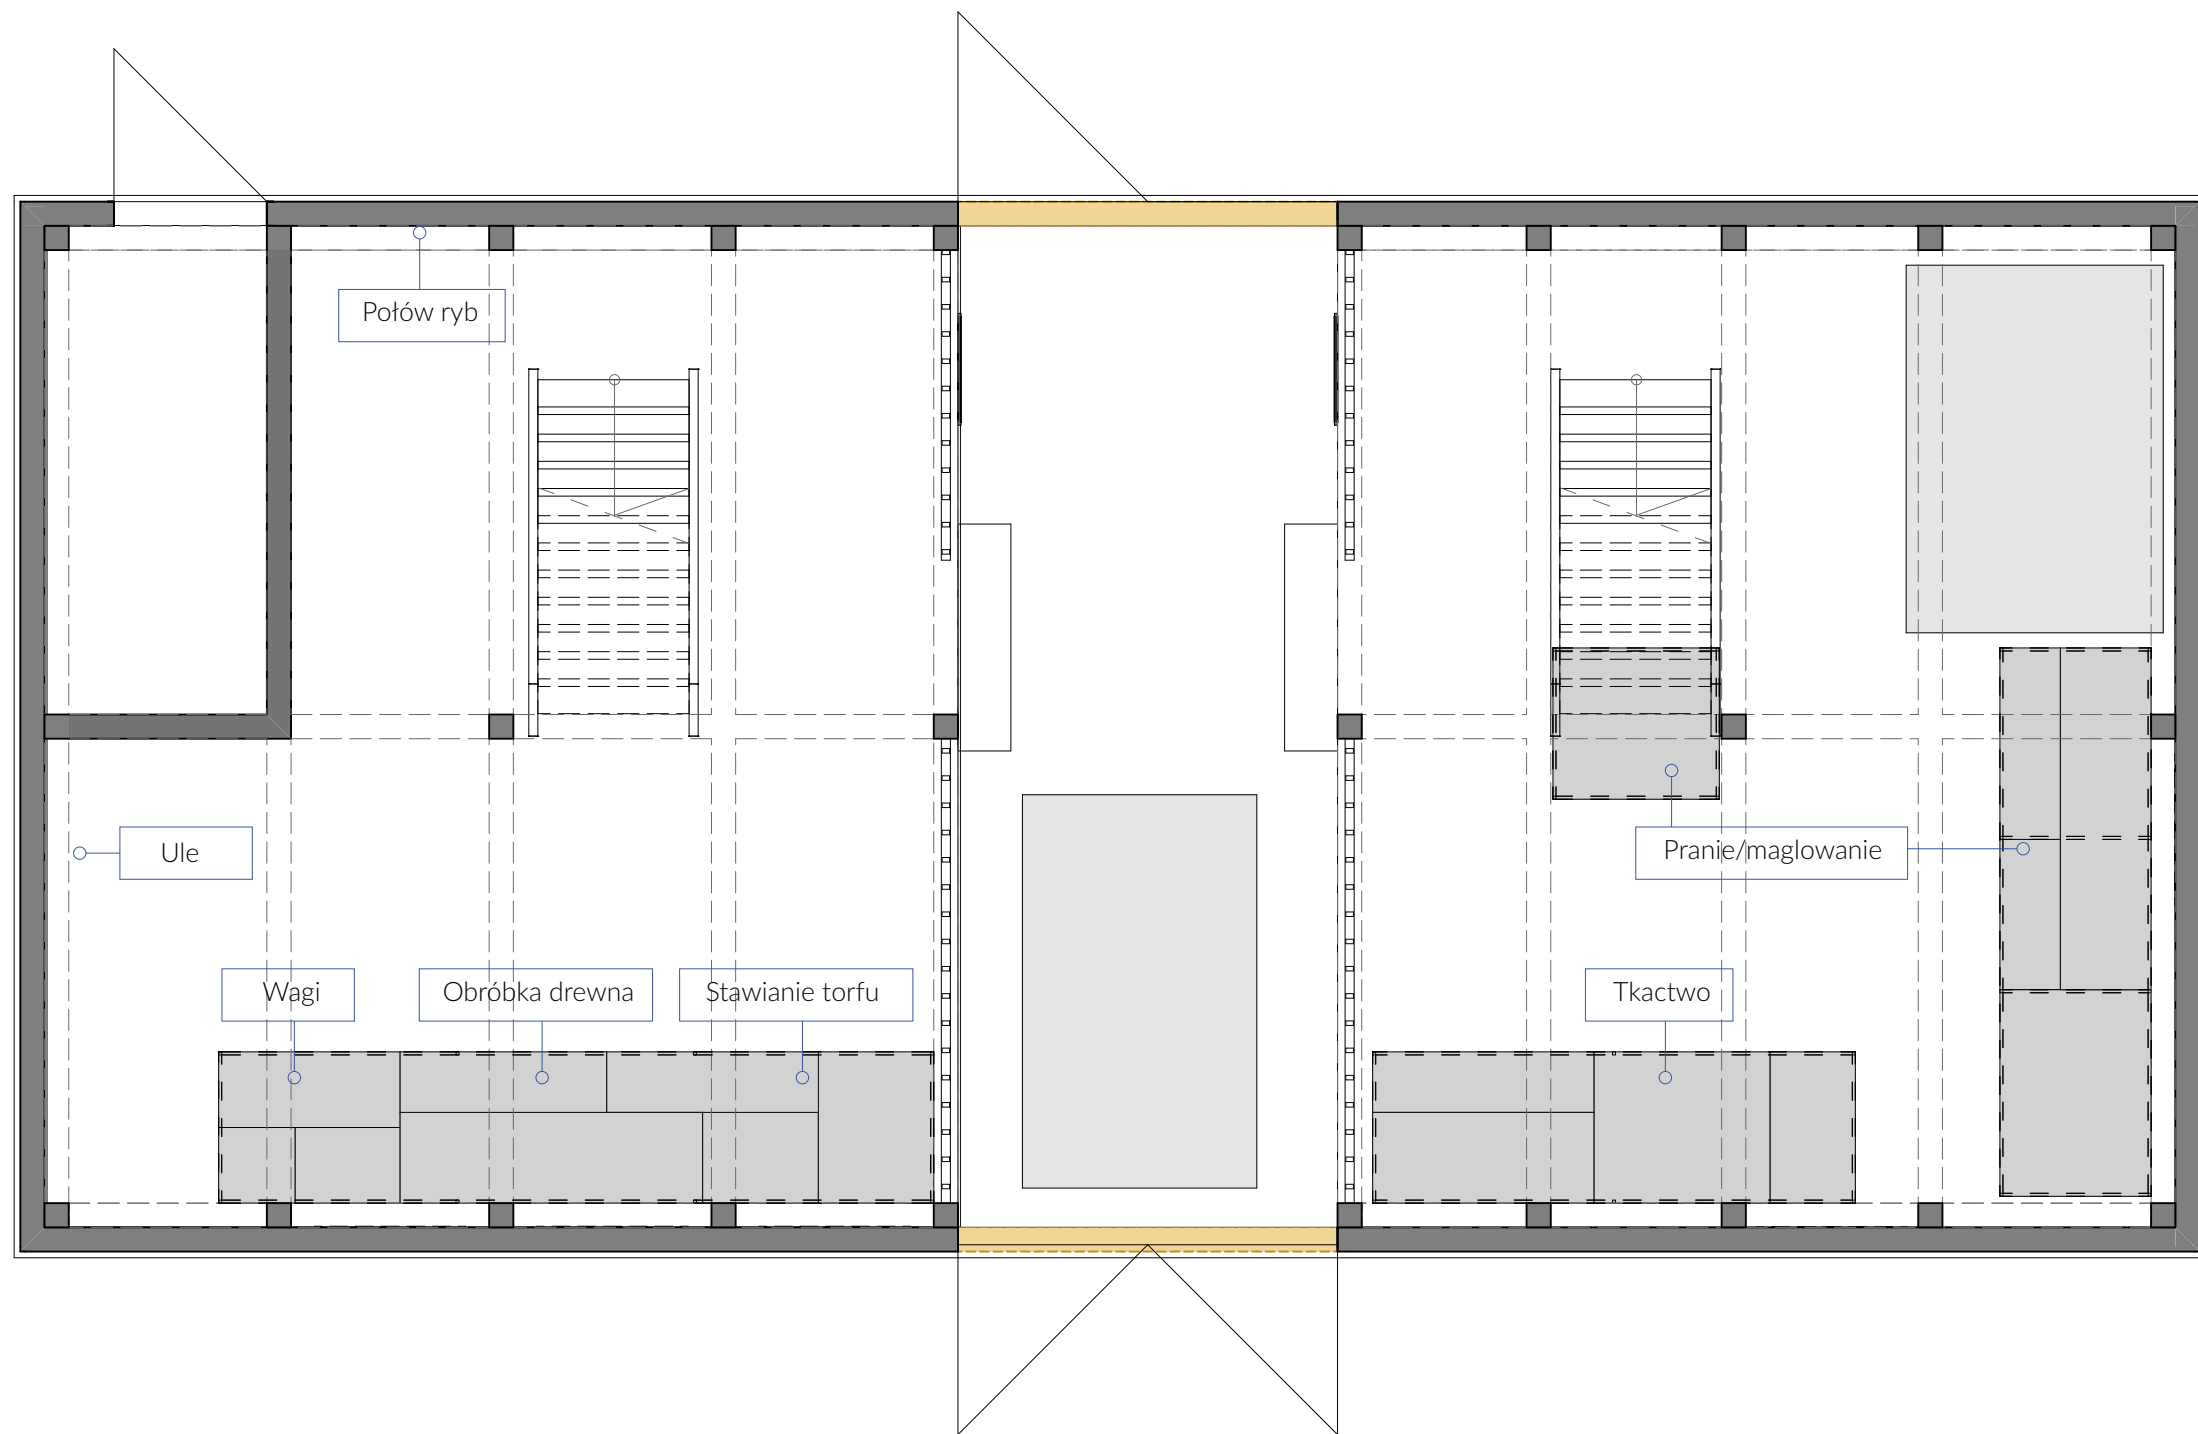 Połów ryb
Ule
Pranie/maglowanie
Wagi
Obróbka drewna
Stawianie torfu
Tkactwo